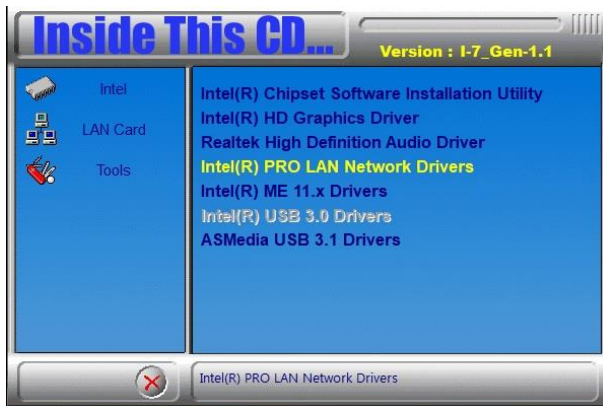 Inside This CD...
Version : I-7_Gen-1.1
Intel
LAN Card
Tools
Intel(R) Chipset Software Installation Utility
Intel(R) HD Graphics Driver
Realtek High Definition Audio Driver
Intel(R) PRO LAN Network Drivers
Intel(R) ME 11.x Drivers
Intel(R) USB 3.0 Drivers
ASMedia USB 3.1 Drivers
Intel(R) PRO LAN Network Drivers